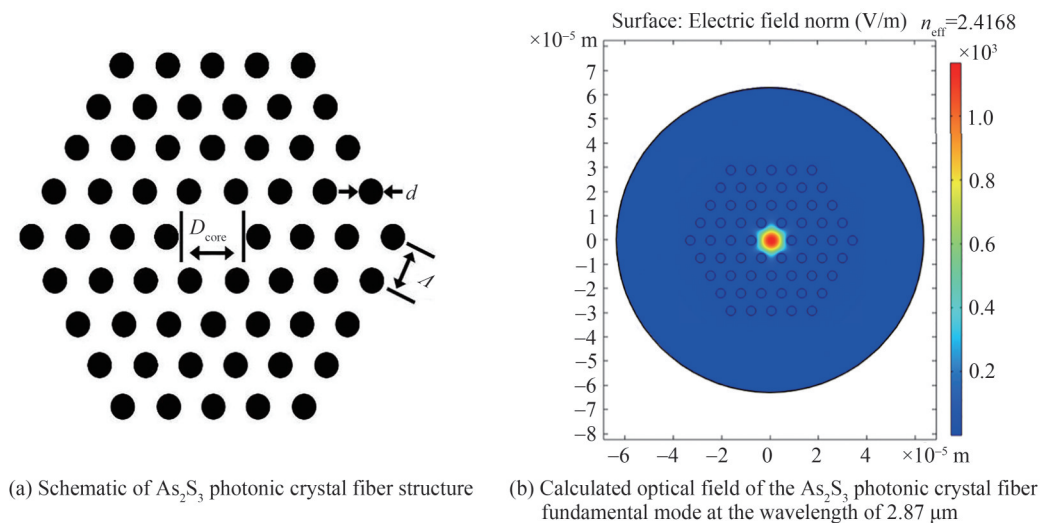 d
D_core
Λ
(a) Schematic of As₂S₃ photonic crystal fiber structure
Surface: Electric field norm (V/m) n_eff=2.4168
×10⁻⁵ m
×10³
7
6
5
4
3
2
1
0
−1
−2
−3
−4
−5
−6
−7
−8
−6 −4 −2 0 2 4 ×10⁻⁵ m
1.0
0.8
0.6
0.4
0.2
(b) Calculated optical field of the As₂S₃ photonic crystal fiber
fundamental mode at the wavelength of 2.87 μm